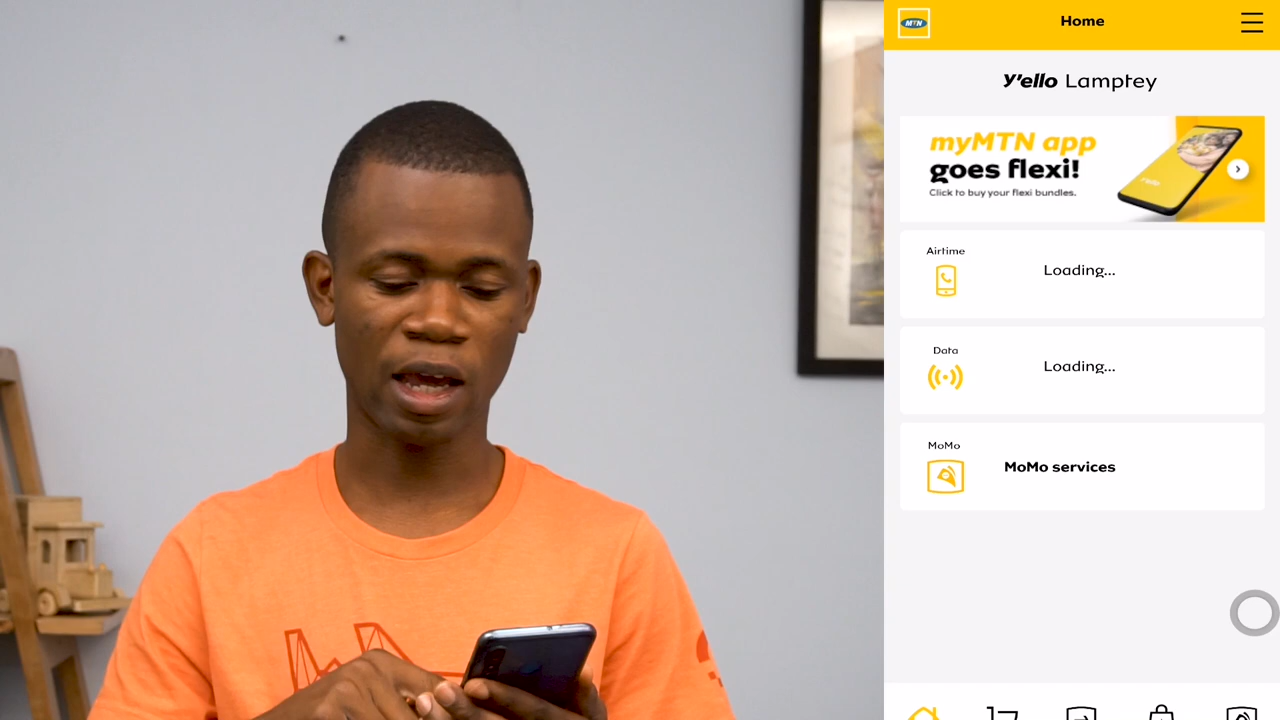 MTN
Home
y'ello Lamptey
myMTN app
goes flexi!
Click to buy your flexi bundles.
Airtime
Loading...
Data
Loading...
MoMo
MoMo services